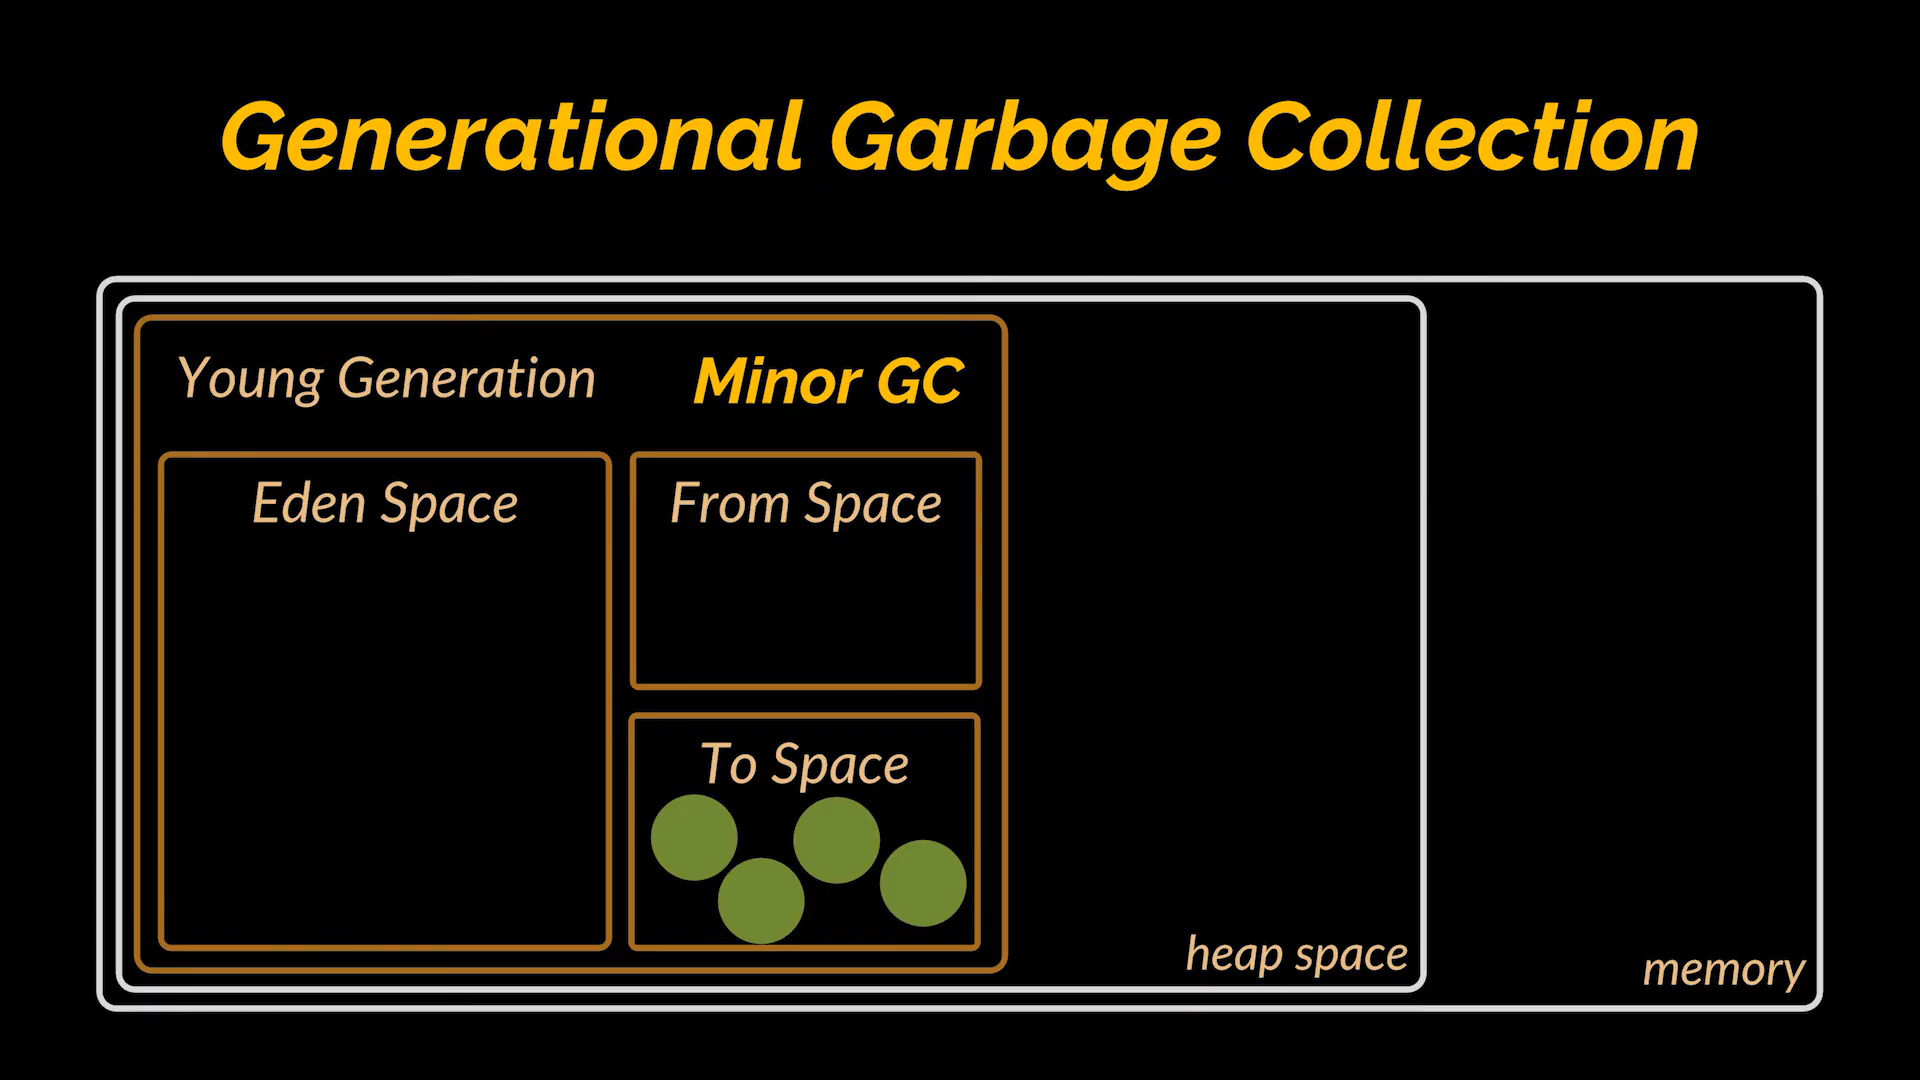 Generational Garbage Collection
Young Generation
Minor GC
Eden Space
From Space
To Space
heap space
memory